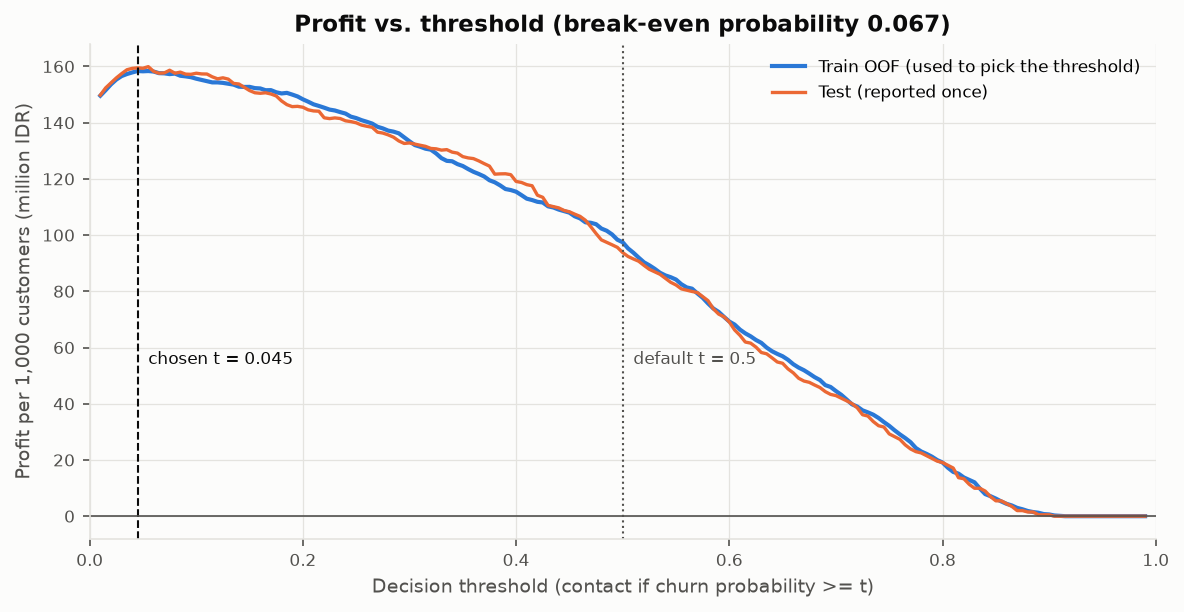 Profit vs. threshold (break-even probability 0.067)
Profit per 1,000 customers (million IDR)
160
140
120
100
80
60
40
20
0
Train OOF (used to pick the threshold)
Test (reported once)
chosen t = 0.045
default t = 0.5
0.0
0.2
0.4
0.6
0.8
1.0
Decision threshold (contact if churn probability >= t)